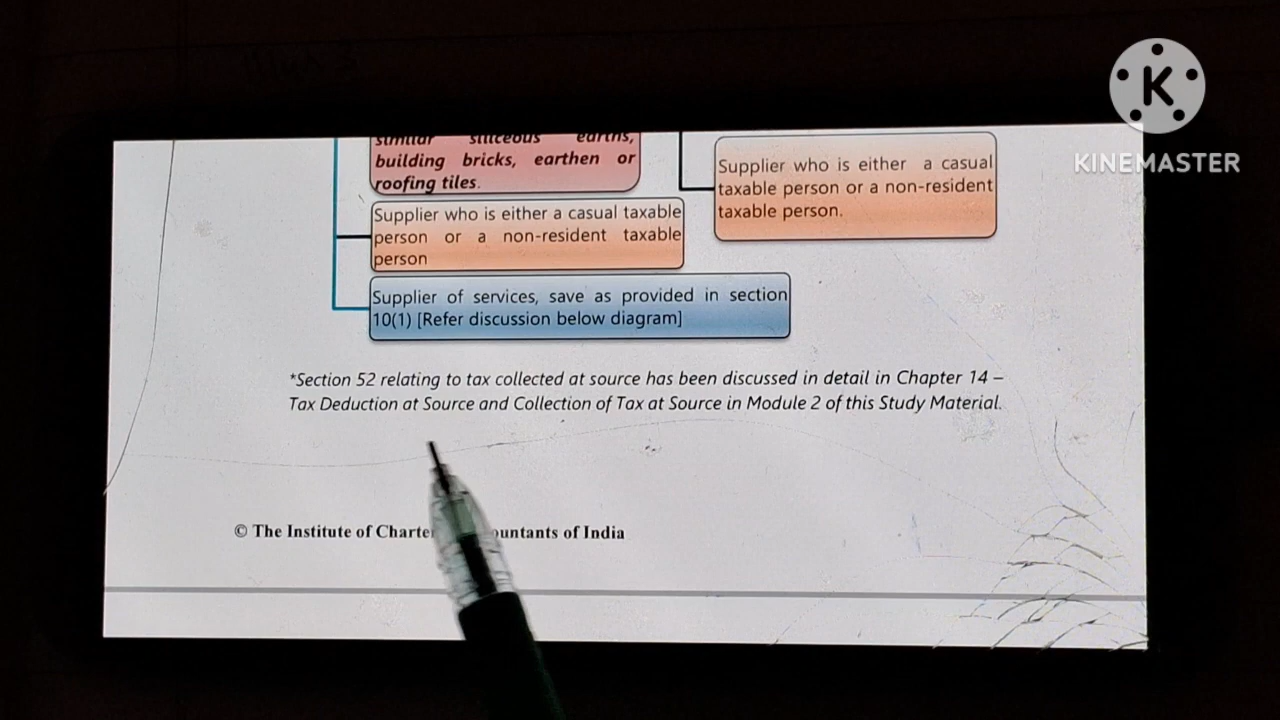 KINEMASTER
similar siliceous earths,
building bricks, earthen or
roofing tiles.
Supplier who is either a casual
taxable person or a non-resident
taxable person.
Supplier who is either a casual taxable
person or a non-resident taxable
person
Supplier of services, save as provided in section
10(1) [Refer discussion below diagram]
*Section 52 relating to tax collected at source has been discussed in detail in Chapter 14 –
Tax Deduction at Source and Collection of Tax at Source in Module 2 of this Study Material.
© The Institute of Charte ountants of India